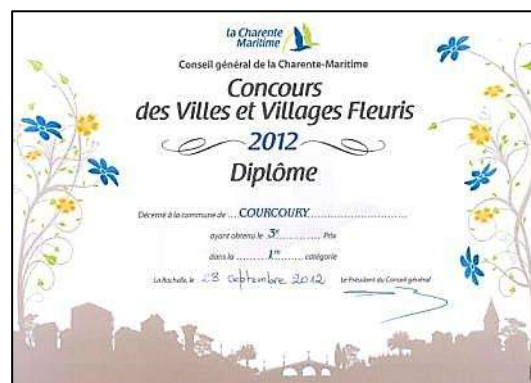 la Charente
Maritime
Conseil général de la Charente-Maritime
Concours
des Villes et Villages Fleuris
2012
Diplôme
Décerné à la commune de ....COURCOURY........................
ayant obtenu le ....3e............ Prix
dans la ..........1re.......... catégorie
La Rochelle, le 28 septembre 2012 Le Président du Conseil général